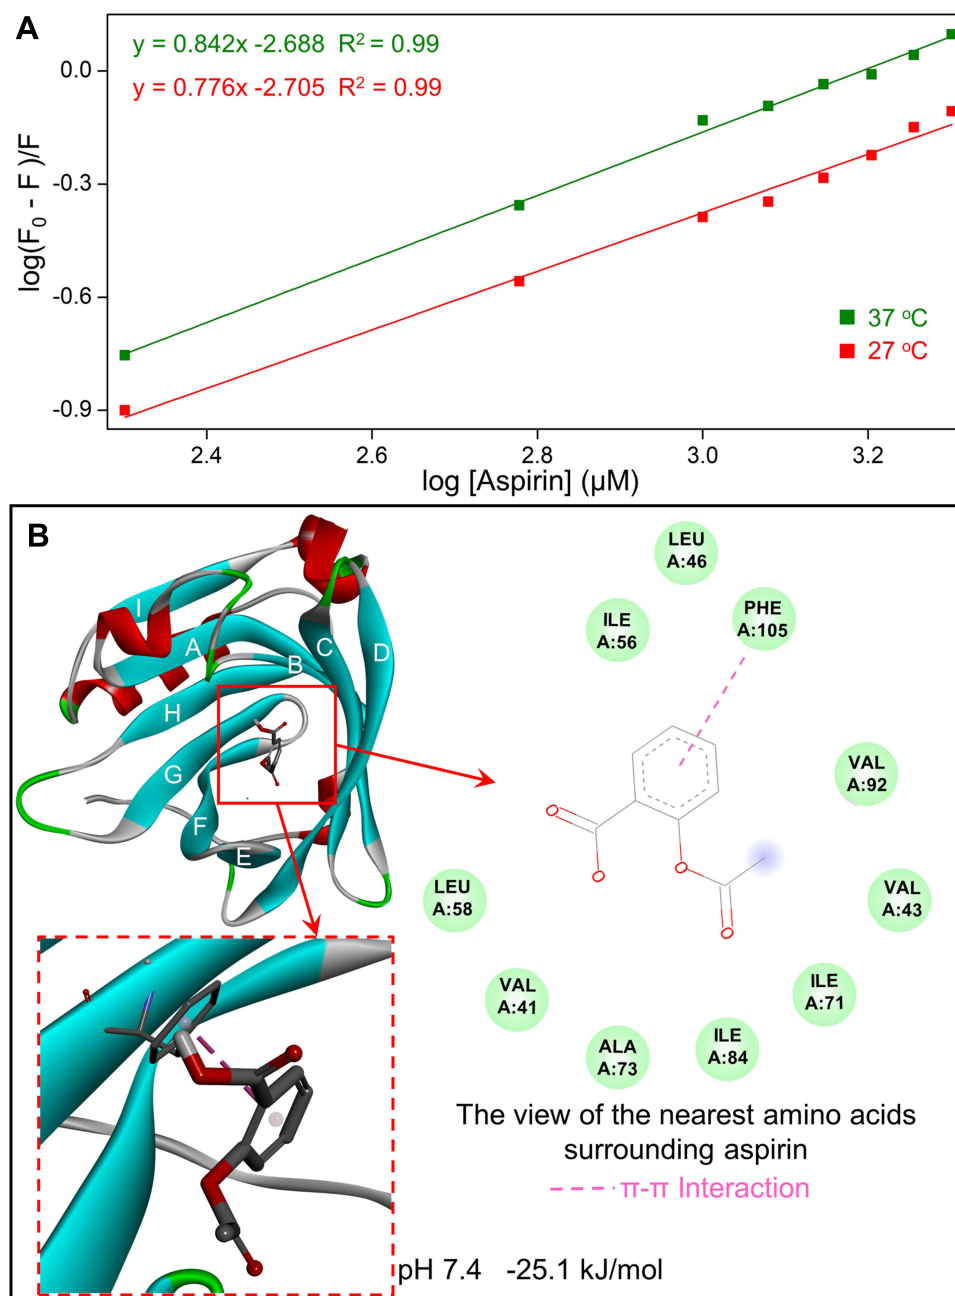 A
y = 0.842x -2.688 R² = 0.99
y = 0.776x -2.705 R² = 0.99
log(F₀ - F )/F
0.0
-0.3
-0.6
-0.9
37 ºC
27 ºC
2.4 2.6 2.8 3.0 3.2
log [Aspirin] (µM)
B
I
A
B
C
D
H
G
F
E
LEU
A:46
ILE
A:56
PHE
A:105
VAL
A:92
O
O
O
O
LEU
A:58
VAL
A:43
VAL
A:41
ILE
A:71
ALA
A:73
ILE
A:84
The view of the nearest amino acids
surrounding aspirin
π-π Interaction
pH 7.4 -25.1 kJ/mol